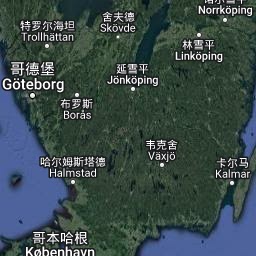 诺尔雪平
Norrköping
舍夫德
Skövde
特罗尔海坦
Trollhättan
林雪平
Linköping
哥德堡
Göteborg
延雪平
Jönköping
布罗斯
Borås
韦克舍
Växjö
哈尔姆斯塔德
Halmstad
卡尔马
Kalmar
哥本哈根
København